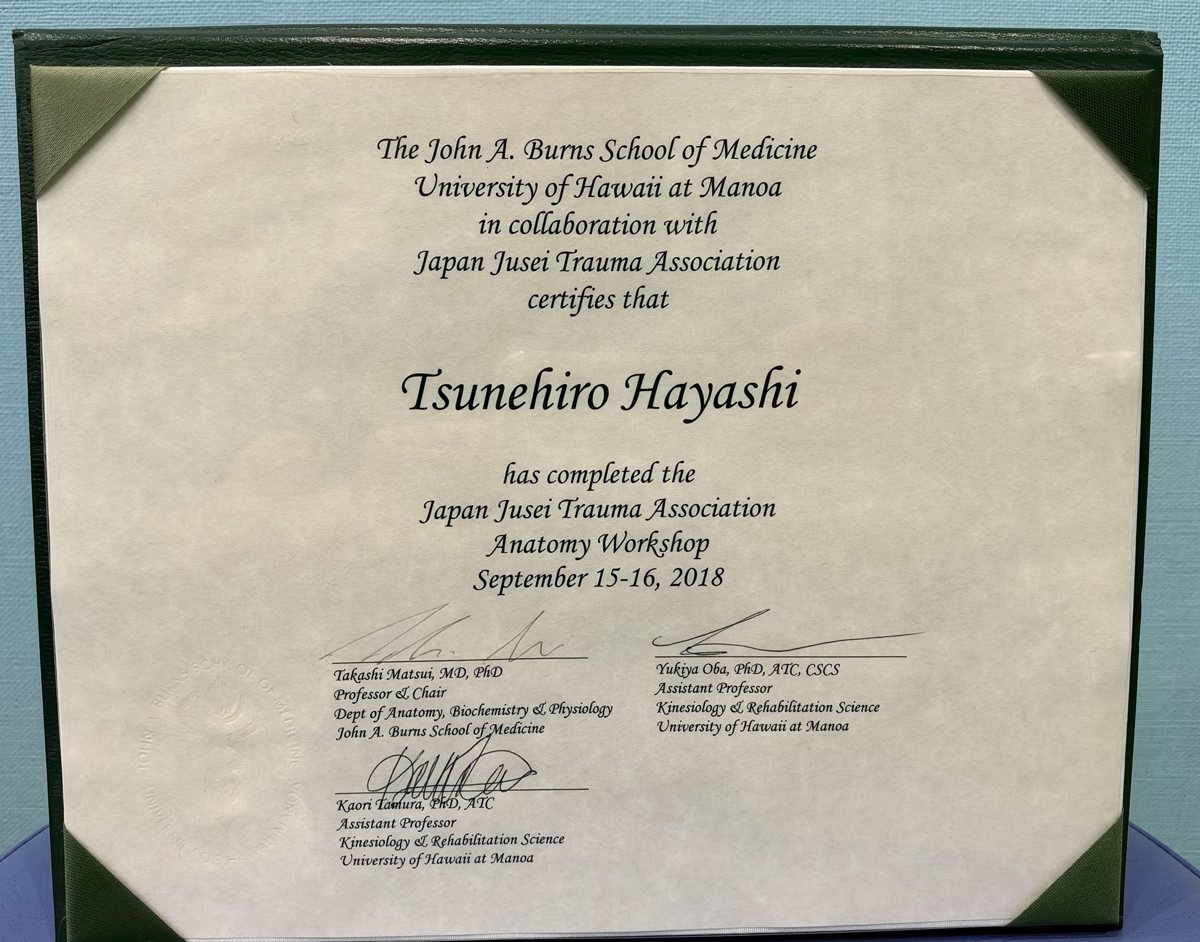 The John A. Burns School of Medicine
University of Hawaii at Manoa
in collaboration with
Japan Jusei Trauma Association
certifies that
Tsunehiro Hayashi
has completed the
Japan Jusei Trauma Association
Anatomy Workshop
September 15-16, 2018
Takashi Matsui, MD, PhD
Professor & Chair
Dept of Anatomy, Biochemistry & Physiology
John A. Burns School of Medicine
Yukiya Oba, PhD, ATC, CSCS
Assistant Professor
Kinesiology & Rehabilitation Science
University of Hawaii at Manoa
Kaori Tamura, PhD, ATC
Assistant Professor
Kinesiology & Rehabilitation Science
University of Hawaii at Manoa